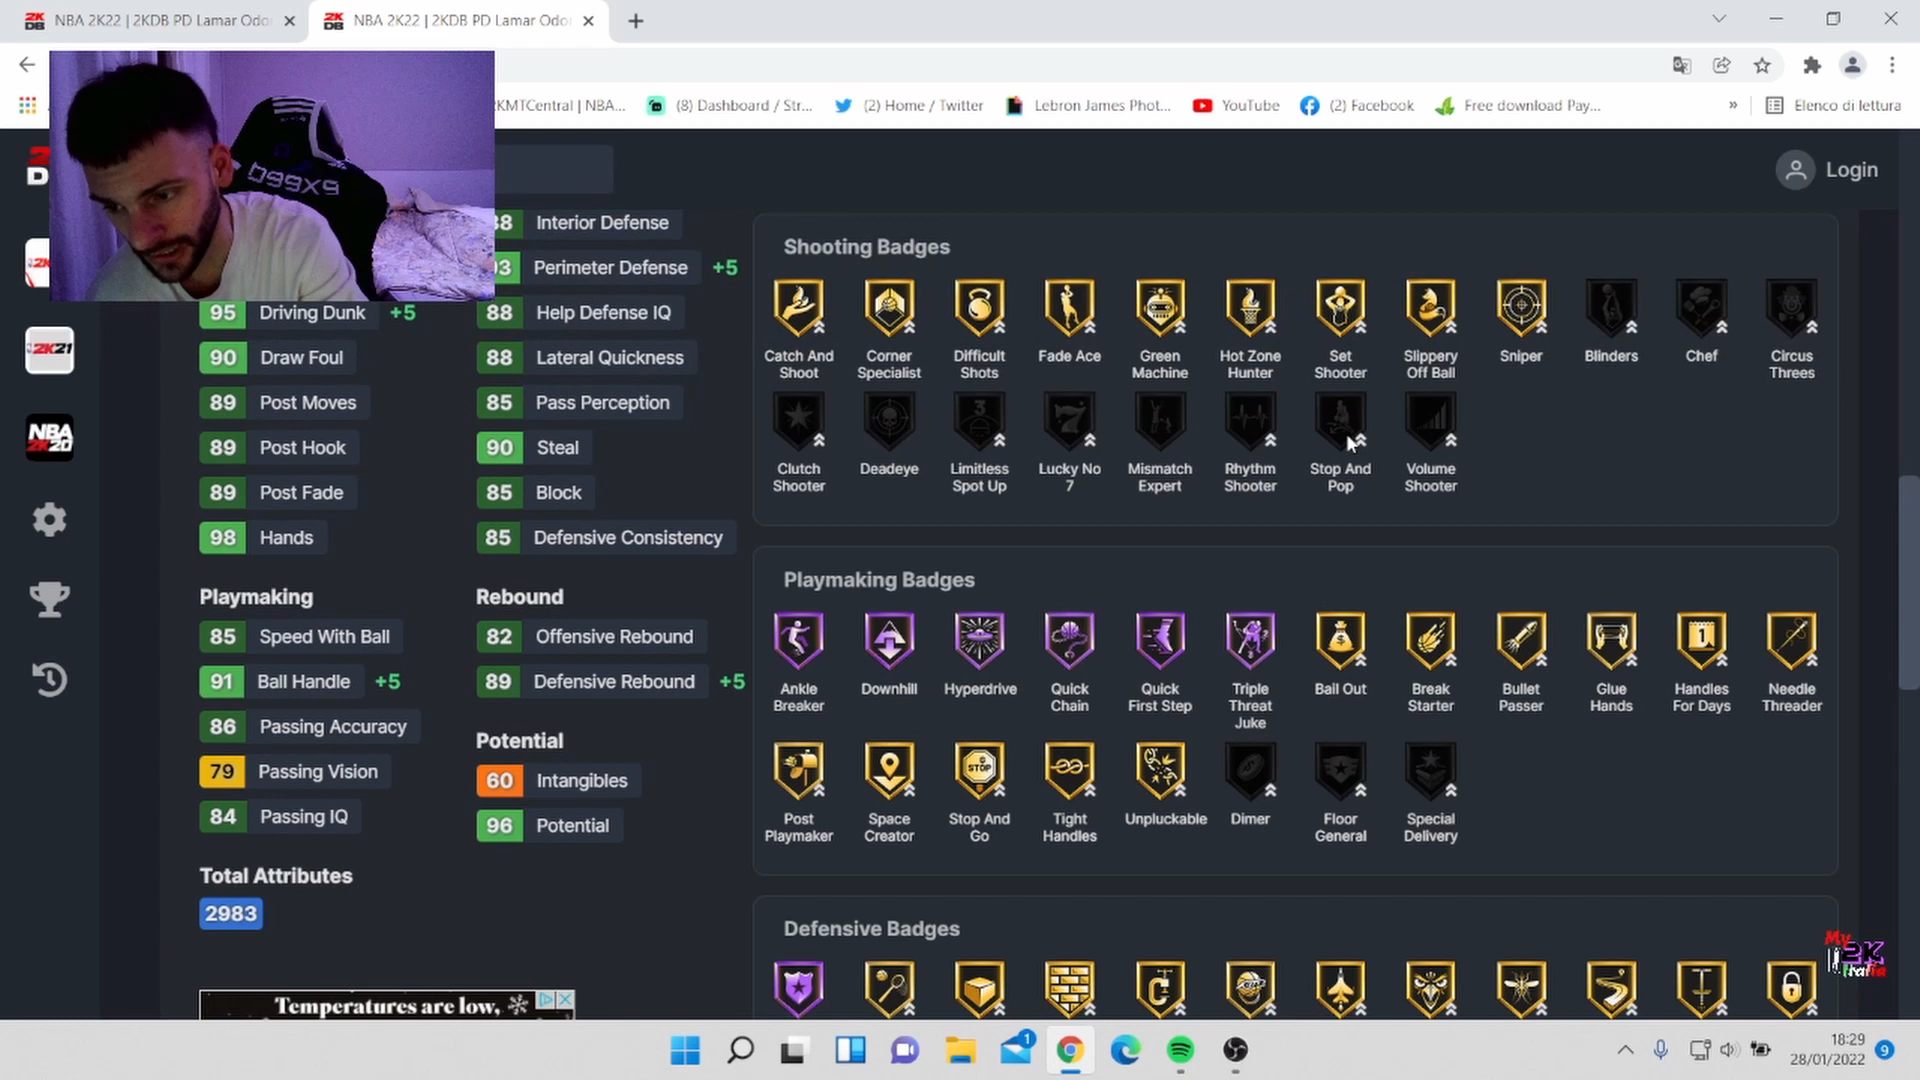 NBA 2K22 | 2KDB PD Lamar Odo
NBA 2K22 | 2KDB PD Lamar Odo
2KMTCentral | NBA...
(8) Dashboard / Str...
(2) Home / Twitter
Lebron James Phot...
YouTube
(2) Facebook
Free download Pay...
Elenco di lettura
Login
Interior Defense
Perimeter Defense +5
95 Driving Dunk +5
88 Help Defense IQ
90 Draw Foul
88 Lateral Quickness
89 Post Moves
85 Pass Perception
89 Post Hook
90 Steal
89 Post Fade
85 Block
98 Hands
85 Defensive Consistency
Playmaking
85 Speed With Ball
91 Ball Handle +5
86 Passing Accuracy
79 Passing Vision
84 Passing IQ
Rebound
82 Offensive Rebound
89 Defensive Rebound +5
Potential
60 Intangibles
96 Potential
Total Attributes
2983
Temperatures are low,
Shooting Badges
Catch And Shoot
Corner Specialist
Difficult Shots
Fade Ace
Green Machine
Hot Zone Hunter
Set Shooter
Slippery Off Ball
Sniper
Blinders
Chef
Circus Threes
Clutch Shooter
Deadeye
Limitless Spot Up
Lucky No 7
Mismatch Expert
Rhythm Shooter
Stop And Pop
Volume Shooter
Playmaking Badges
Ankle Breaker
Downhill
Hyperdrive
Quick Chain
Quick First Step
Triple Threat Juke
Bail Out
Break Starter
Bullet Passer
Glue Hands
Handles For Days
Needle Threader
Post Playmaker
Space Creator
Stop And Go
Tight Handles
Unpluckable
Dimer
Floor General
Special Delivery
Defensive Badges
2K21
NBA
2K20
18:29
28/01/2022
9